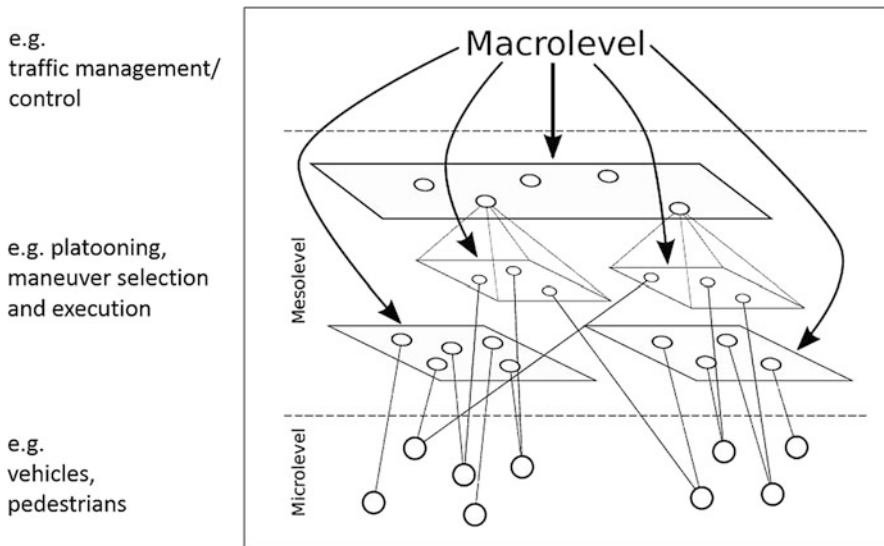 e.g.
traffic management/
control
Macrolevel
e.g. platooning,
maneuver selection
and execution
Mesolevel
e.g.
vehicles,
pedestrians
Microlevel